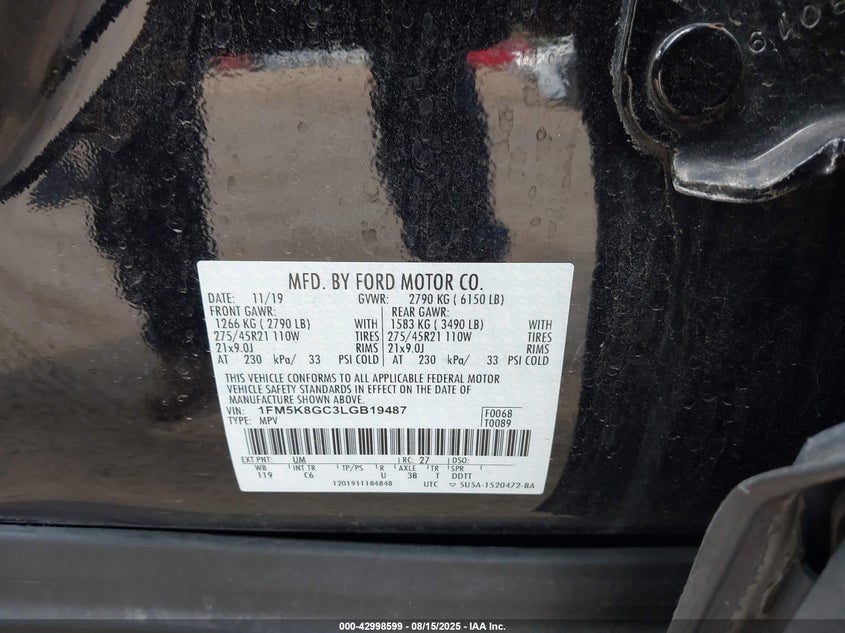 6406
MFD. BY FORD MOTOR CO.
DATE: 11/19 GVWR: 2790 KG ( 6150 LB)
FRONT GAWR: REAR GAWR:
1266 KG ( 2790 LB) WITH 1583 KG ( 3490 LB) WITH
275/45R21 110W TIRES 275/45R21 110W TIRES
21x9.0J RIMS 21x9.0J RIMS
AT 230 kPa/ 33 PSI COLD AT 230 kPa/ 33 PSI COLD
THIS VEHICLE CONFORMS TO ALL APPLICABLE FEDERAL MOTOR
VEHICLE SAFETY STANDARDS IN EFFECT ON THE DATE OF
MANUFACTURE SHOWN ABOVE.
VIN: 1FM5K8GC3LGB19487 F0068
TYPE: MPV T0089
EXT PNT: UM RC: 27 DSO:
WB INT TR TP/PS R AXLE TR SPR
119 C6 U 3B T DDTT
1201911184848 UTC ▽ 5USA-1520472-BA
000-42998599 - 08/15/2025 - IAA Inc.